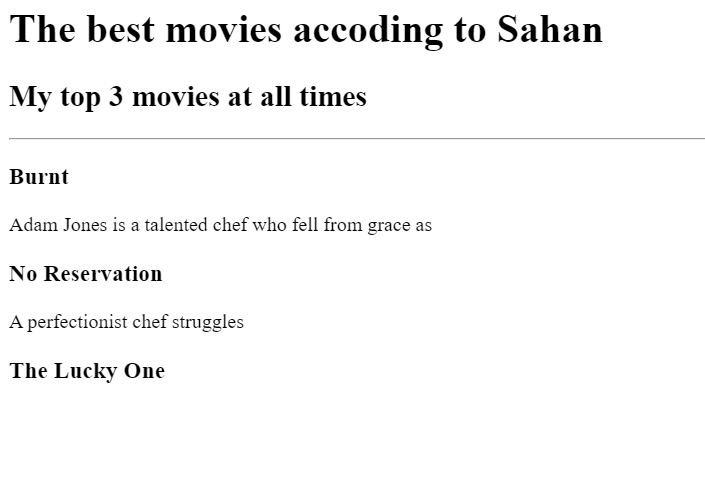 The best movies accoding to Sahan
My top 3 movies at all times
Burnt
Adam Jones is a talented chef who fell from grace as
No Reservation
A perfectionist chef struggles
The Lucky One